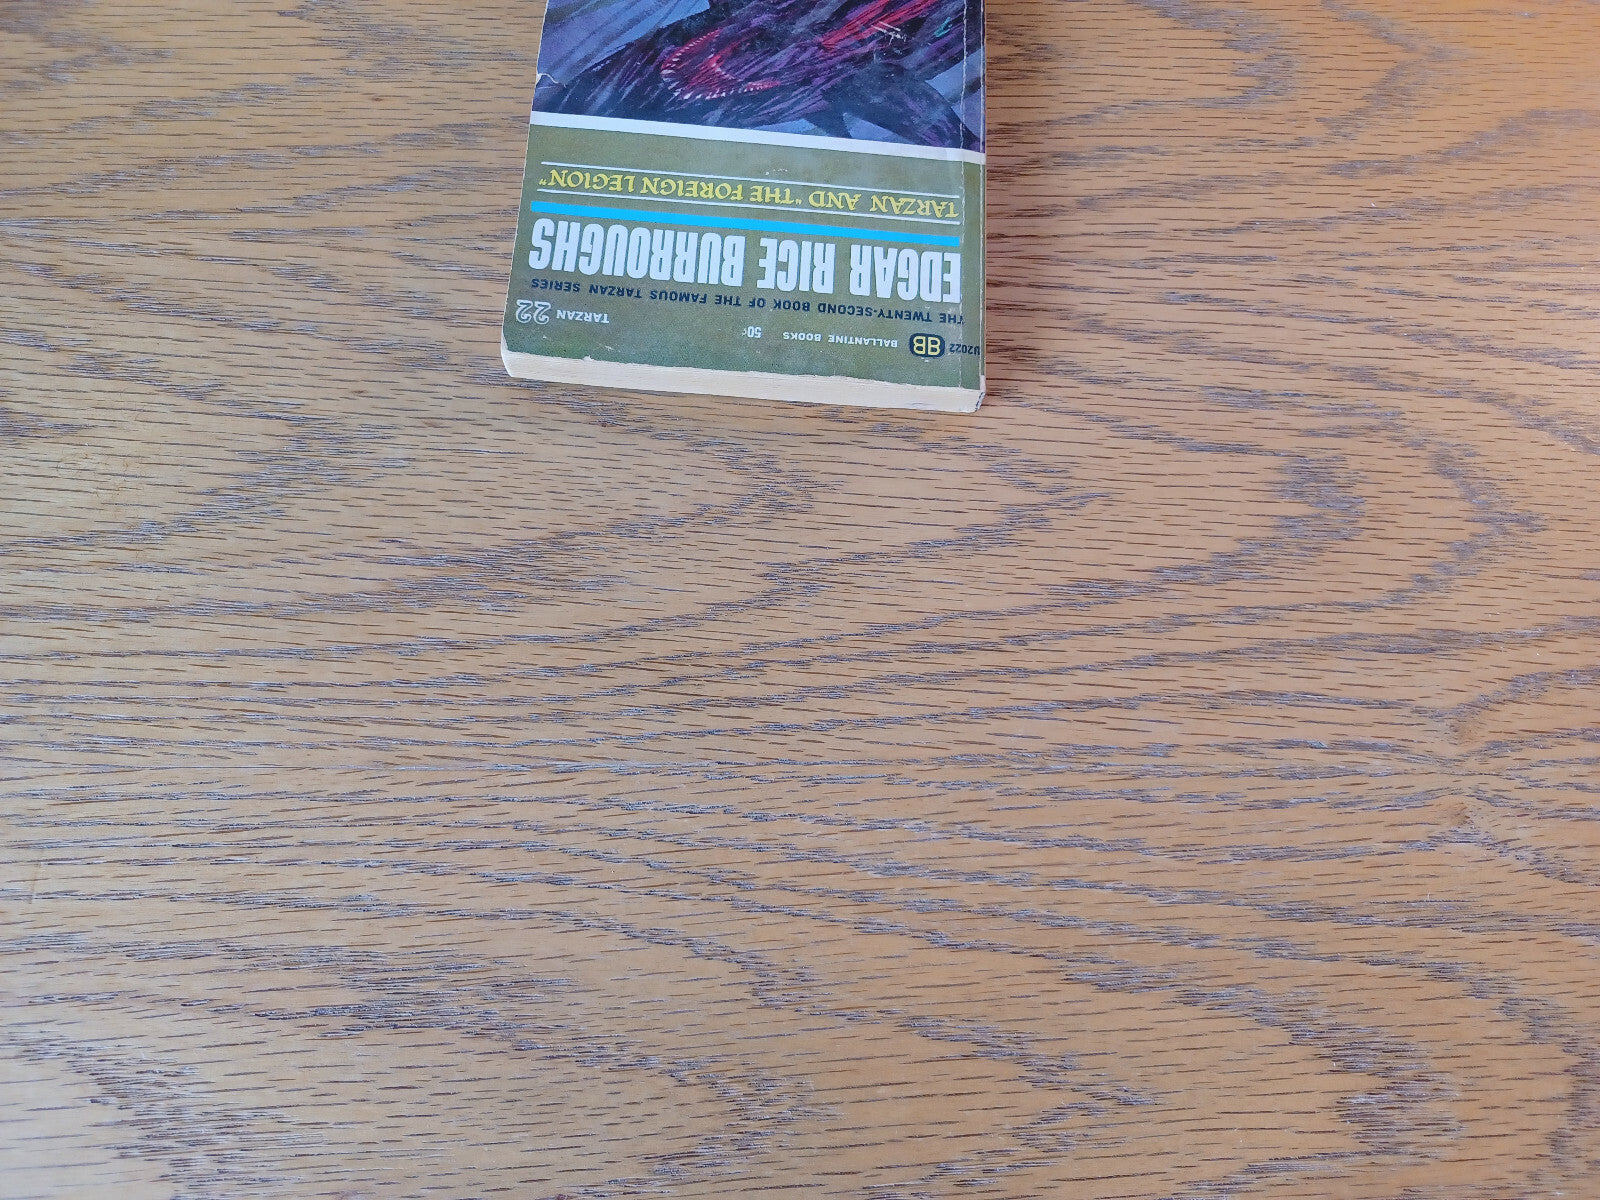 U2022 BB BALLANTINE BOOKS 50¢ TARZAN 22
THE TWENTY-SECOND BOOK OF THE FAMOUS TARZAN SERIES
EDGAR RICE BURROUGHS
TARZAN AND "THE FOREIGN LEGION"